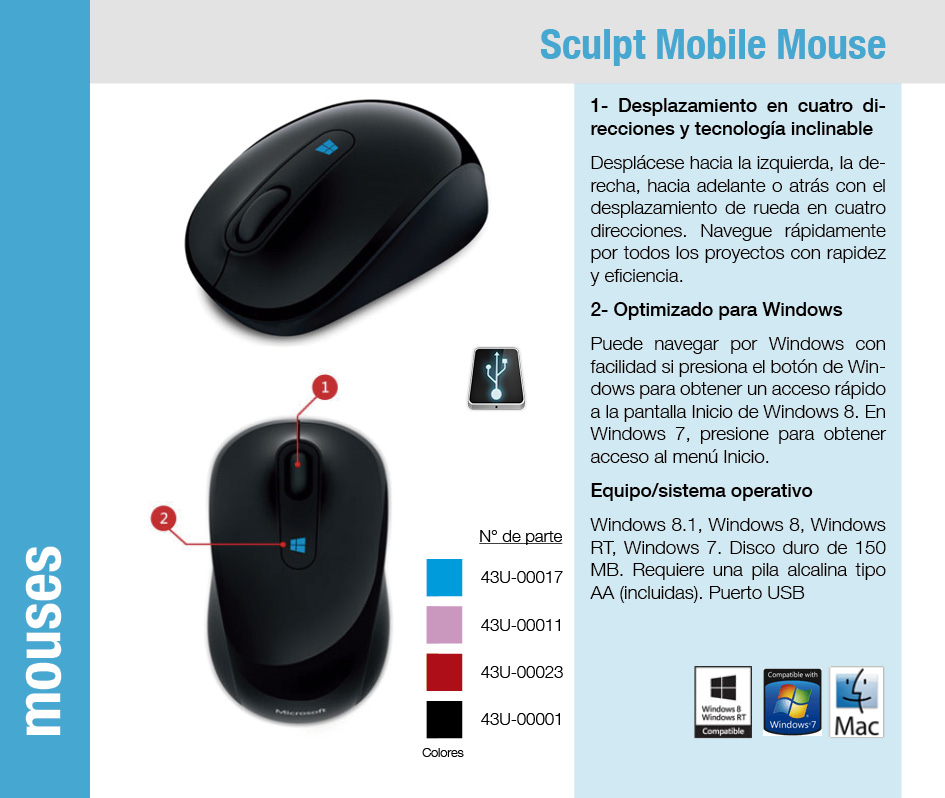 Sculpt Mobile Mouse
1- Desplazamiento en cuatro di-
recciones y tecnología inclinable
Desplácese hacia la izquierda, la de-
recha, hacia adelante o atrás con el
desplazamiento de rueda en cuatro
direcciones. Navegue rápidamente
por todos los proyectos con rapidez
y eficiencia.
2- Optimizado para Windows
Puede navegar por Windows con
facilidad si presiona el botón de Win-
dows para obtener un acceso rápido
a la pantalla Inicio de Windows 8. En
Windows 7, presione para obtener
acceso al menú Inicio.
Equipo/sistema operativo
Windows 8.1, Windows 8, Windows
RT, Windows 7. Disco duro de 150
MB. Requiere una pila alcalina tipo
AA (incluidas). Puerto USB
1
2
Microsoft
N° de parte
43U-00017
43U-00011
43U-00023
43U-00001
Colores
Windows 8
Windows RT
Compatible
Compatible with
Windows®7
Mac
mouses